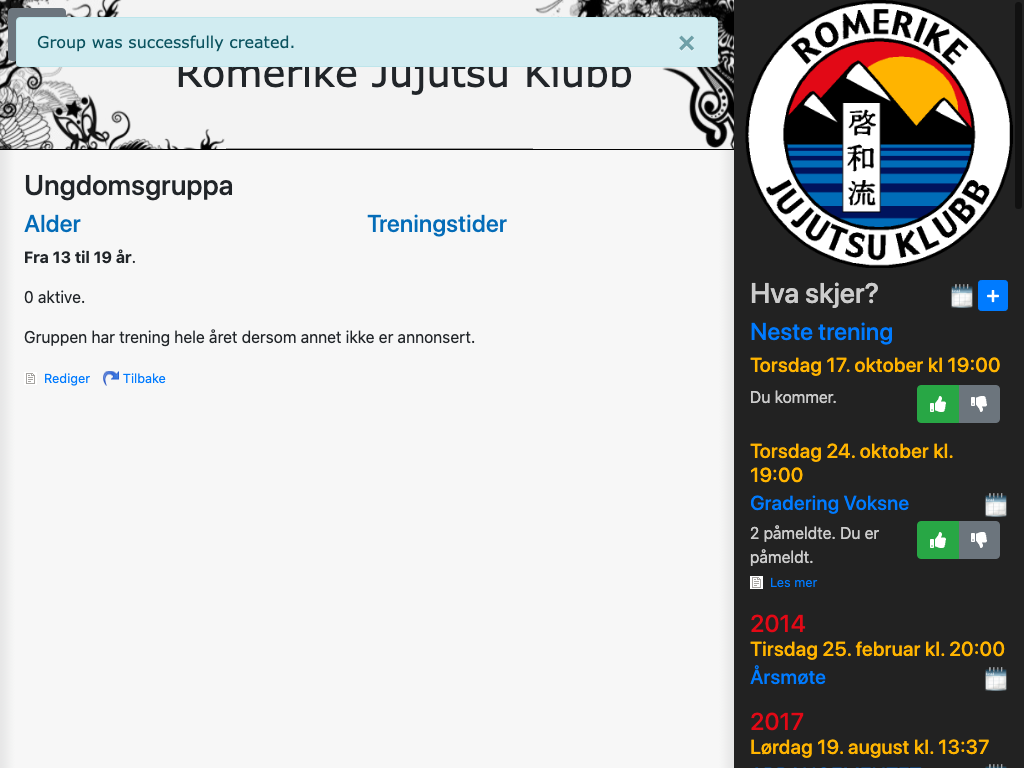 Group was successfully created. ×
Romerike Jujutsu Klubb
Ungdomsgruppa
Alder
Fra 13 til 19 år.
0 aktive.
Treningstider
Gruppen har trening hele året dersom annet ikke er annonsert.
Rediger Tilbake
ROMERIKE
啓和流
JUJUTSU KLUBB
Hva skjer?
+
Neste trening
Torsdag 17. oktober kl 19:00
Du kommer.
Torsdag 24. oktober kl.
19:00
Gradering Voksne
2 påmeldte. Du er
påmeldt.
Les mer
2014
Tirsdag 25. februar kl. 20:00
Årsmøte
2017
Lørdag 19. august kl. 13:37